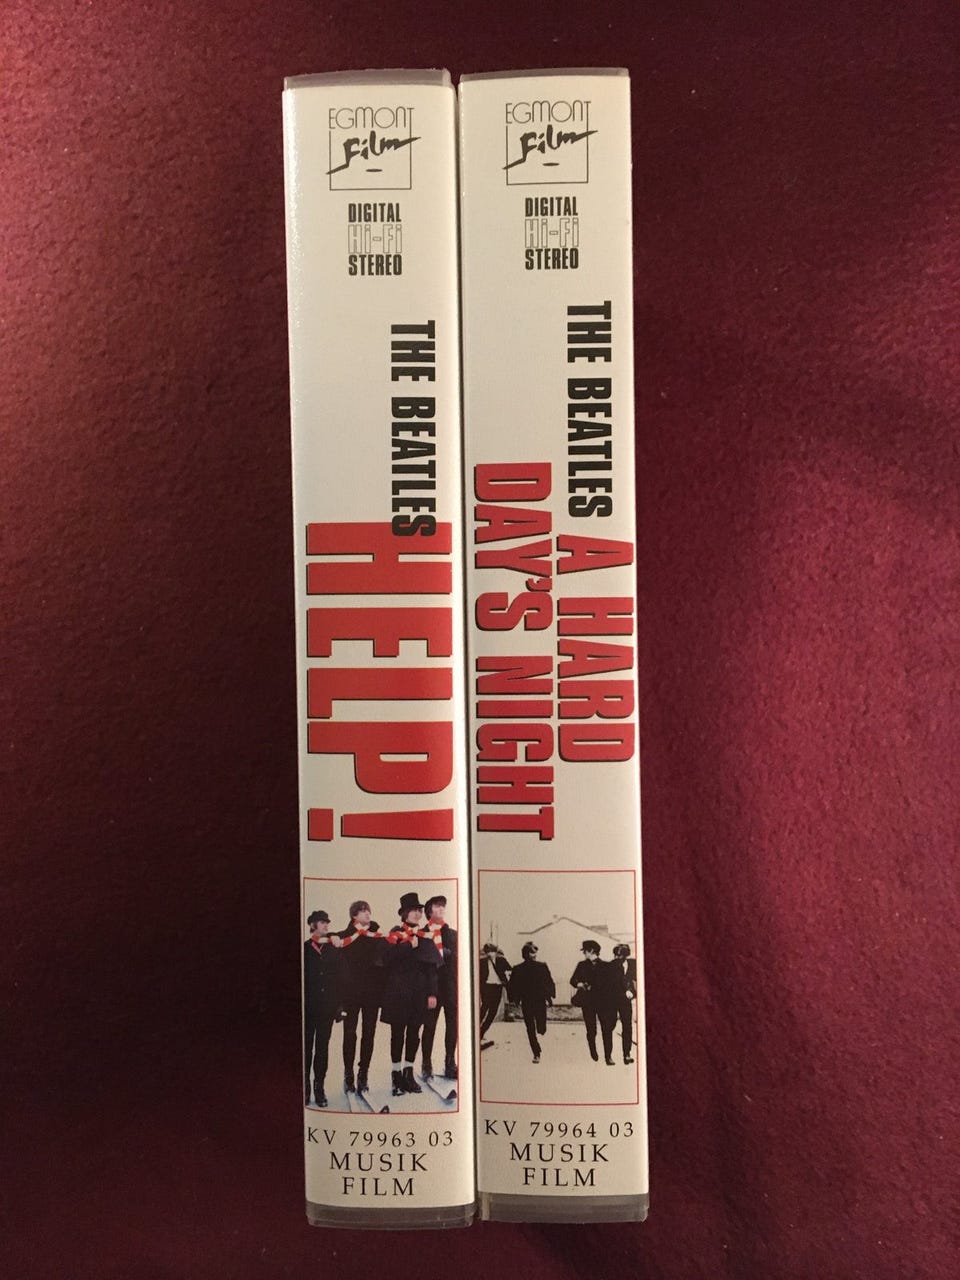 EGMONT
Film
DIGITAL
Hi-Fi
STEREO
THE BEATLES
HELP!
KV 79963 03
MUSIK
FILM
EGMONT
Film
DIGITAL
Hi-Fi
STEREO
THE BEATLES
A HARD
DAY'S NIGHT
KV 79964 03
MUSIK
FILM